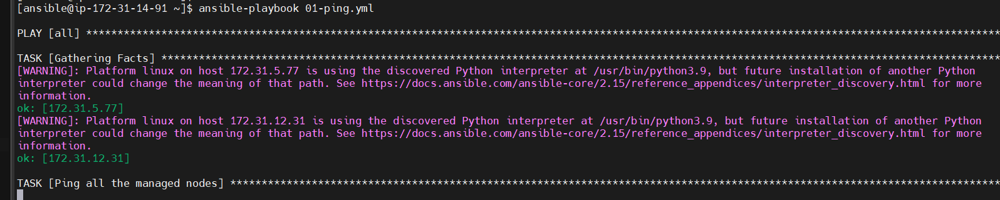 [ansible@ip-172-31-14-91 ~]$ ansible-playbook 01-ping.yml
PLAY [all] ******************************************************************************************************************************************************
TASK [Gathering Facts] ******************************************************************************************************************************************
[WARNING]: Platform linux on host 172.31.5.77 is using the discovered Python interpreter at /usr/bin/python3.9, but future installation of another Python
interpreter could change the meaning of that path. See https://docs.ansible.com/ansible-core/2.15/reference_appendices/interpreter_discovery.html for more
information.
ok: [172.31.5.77]
[WARNING]: Platform linux on host 172.31.12.31 is using the discovered Python interpreter at /usr/bin/python3.9, but future installation of another Python
interpreter could change the meaning of that path. See https://docs.ansible.com/ansible-core/2.15/reference_appendices/interpreter_discovery.html for more
information.
ok: [172.31.12.31]
TASK [Ping all the managed nodes] *******************************************************************************************************************************